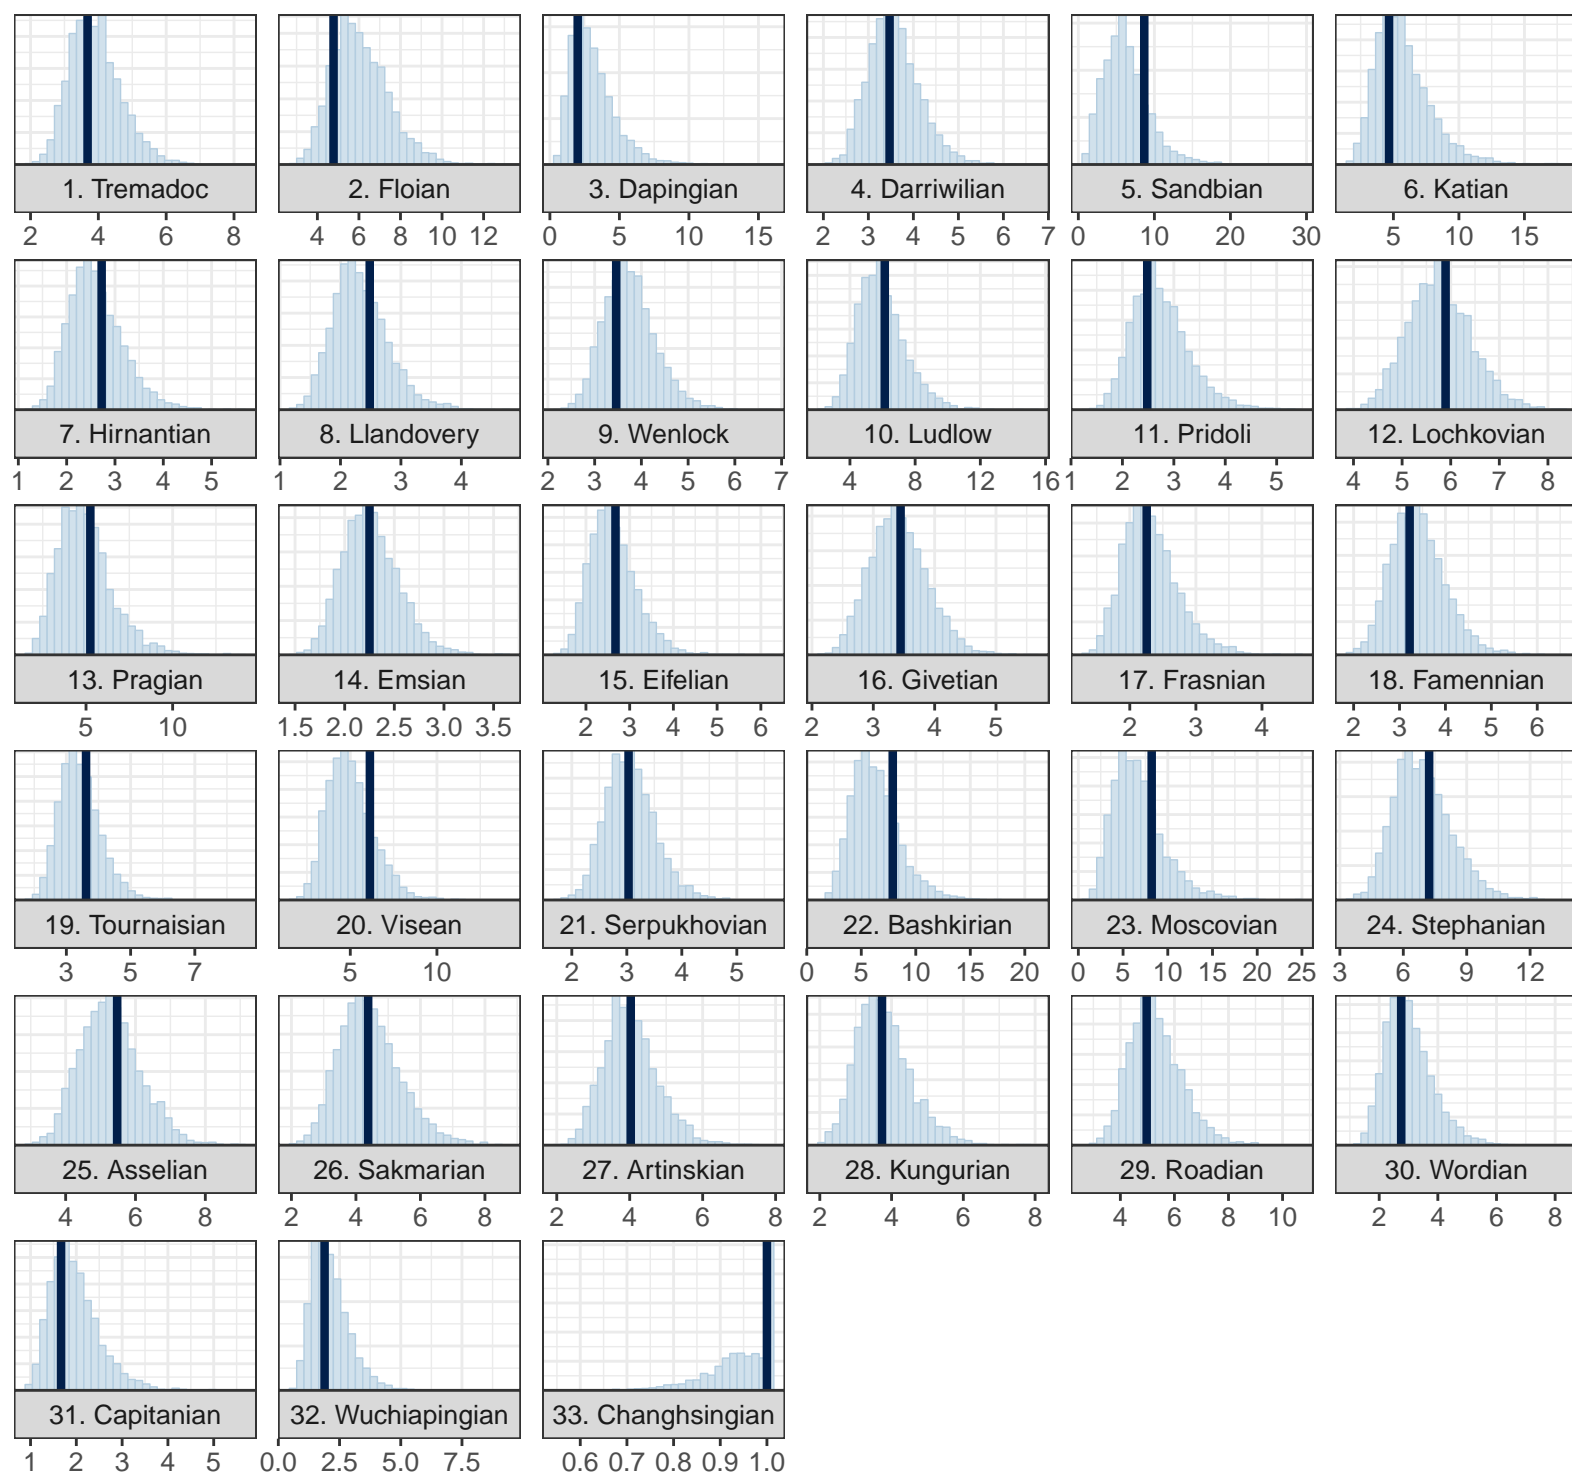 1. Tremadoc 2. Floian 3. Dapingian 4. Darriwilian 5. Sandbian 6. Katian
2 4 6 8 4 6 8 10 12 0 5 10 15 2 3 4 5 6 7 0 10 20 30 5 10 15
7. Hirnantian 8. Llandovery 9. Wenlock 10. Ludlow 11. Pridoli 12. Lochkovian
1 2 3 4 5 1 2 3 4 2 3 4 5 6 7 4 8 12 16 1 2 3 4 5 4 5 6 7 8
13. Pragian 14. Emsian 15. Eifelian 16. Givetian 17. Frasnian 18. Famennian
5 10 1.5 2.0 2.5 3.0 3.5 2 3 4 5 6 2 3 4 5 2 3 4 2 3 4 5 6
19. Tournaisian 20. Visean 21. Serpukhovian 22. Bashkirian 23. Moscovian 24. Stephanian
3 5 7 5 10 2 3 4 5 0 5 10 15 20 0 5 10 15 20 25 3 6 9 12
25. Asselian 26. Sakmarian 27. Artinskian 28. Kungurian 29. Roadian 30. Wordian
4 6 8 2 4 6 8 2 4 6 8 2 4 6 8 4 6 8 10 2 4 6 8
31. Capitanian 32. Wuchiapingian 33. Changhsingian
1 2 3 4 5 0.0 2.5 5.0 7.5 0.6 0.7 0.8 0.9 1.0